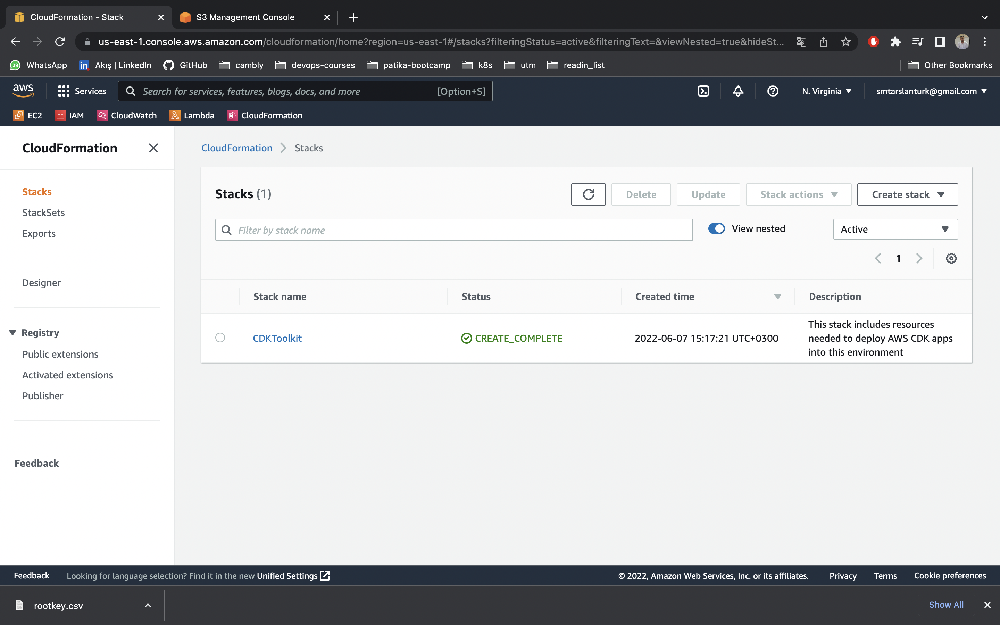 CloudFormation - Stack
S3 Management Console
us-east-1.console.aws.amazon.com/cloudformation/home?region=us-east-1#/stacks?filteringStatus=active&filteringText=&viewNested=true&hideSt...
39 WhatsApp
in Akış | LinkedIn
GitHub
cambly
devops-courses
patika-bootcamp
k8s
utm
readin_list
Other Bookmarks
aws
Services
Search for services, features, blogs, docs, and more [Option+S]
N. Virginia
smtarslanturk@gmail.com
EC2
IAM
CloudWatch
Lambda
CloudFormation
CloudFormation
Stacks
StackSets
Exports
Designer
Registry
Public extensions
Activated extensions
Publisher
Feedback
CloudFormation
Stacks
Stacks (1)
Delete
Update
Stack actions
Create stack
Filter by stack name
View nested
Active
1
Stack name
Status
Created time
Description
CDKToolkit
CREATE_COMPLETE
2022-06-07 15:17:21 UTC+0300
This stack includes resources
needed to deploy AWS CDK apps
into this environment
Feedback
Looking for language selection? Find it in the new Unified Settings
© 2022, Amazon Web Services, Inc. or its affiliates.
Privacy
Terms
Cookie preferences
rootkey.csv
Show All